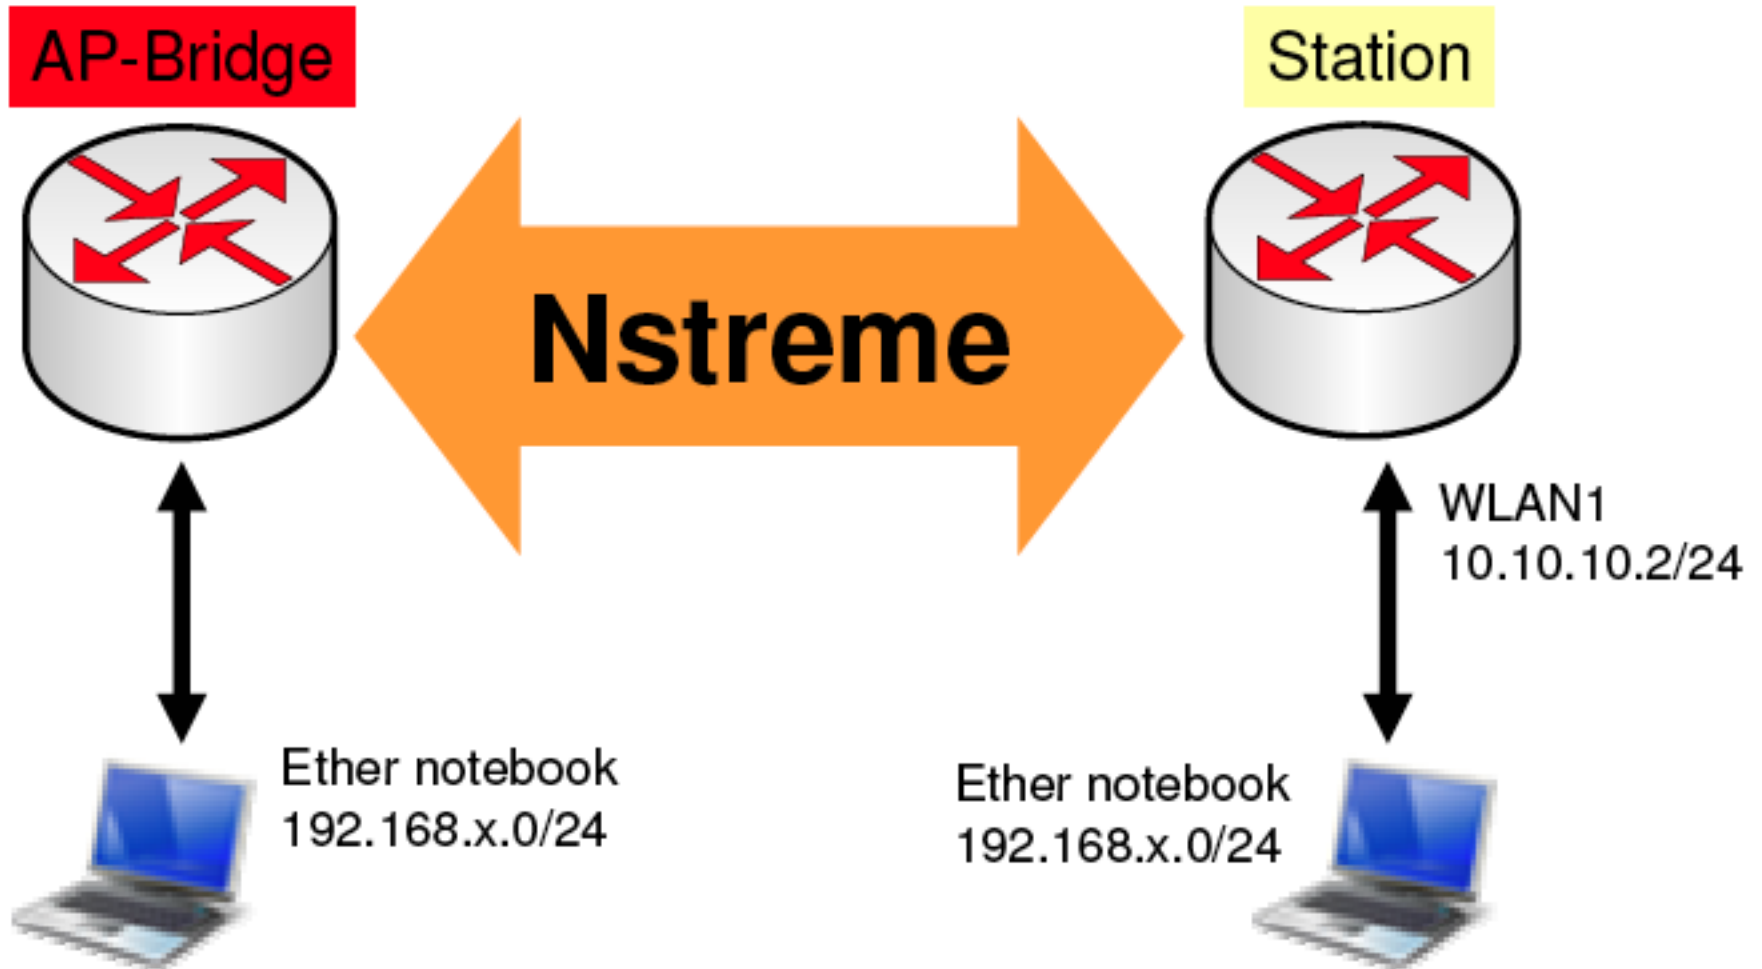 AP-Bridge
Station
Nstreme
WLAN1
10.10.10.2/24
Ether notebook
192.168.x.0/24
Ether notebook
192.168.x.0/24